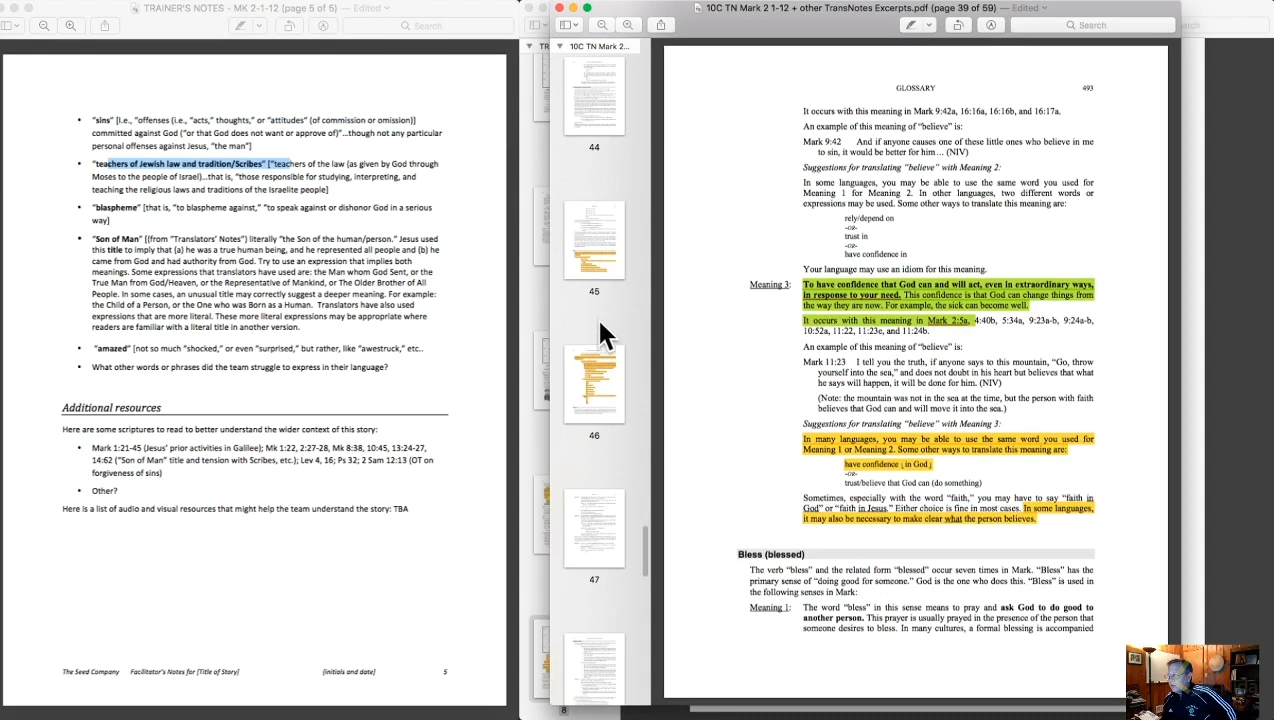 TRAINER'S NOTES - MK 2-1-12 (page 5 of 5) – Edited
Search
• "sins" [I.e., "offenses (i.e., "acts," thoughts," or "attitudes" (of commission or omission)]
committed against God ("or that God does not want or approve of)"...though not any particular
personal offenses against Jesus, "the man"]
• "teachers of Jewish law and tradition/Scribes" ["teachers of the law (as given by God through
Moses to the people of Israel)...that is, "those responsible for studying, interpreting, and
teaching the religious laws and traditions of the Israelite people]
• "blaspheme" [that is, "to blaspheme against," "to speak against or dishonor God in a serious
way]
• "Son of Man" [(from "Translators' Notes") literally "the Son of the human/person." Jesus used
this title to imply that (a) he was a true human being, and he represented all people and (b) he
came from God and had authority from God. Try to use an expression that implies both
meanings. Some expressions that translators have used are: the Man whom God Sent, or the
True Man from God/Heaven, or the Representative of Mankind, or The Older Brother of All
People. In some cases, an unusual title may correctly suggest a deeper meaning. For example:
the Child of a Person, or the One who was Born as a Human. Translators have also used
expressions that are more literal. These more literal expressions may be appropriate where
readers are familiar with a literal title in another version.
• "amazed" [not so much "shocked," or even "surprised," but rather, like "awestruck," etc..
• What other words or phrases did the team struggle to express in their language?
Additional resources
Here are some scriptures to read to better understand the wider context of this story:
• Mark 1:21-45 (Jesus' prior activities in Galilee); Mk 1:22, 2:27-28, Mk 8:38, 10:45, 13:24-27,
14:62 ("Son of Man" title and tension with Scribes, etc.); Lev 4, 16; Ps 32; 2 Sam 12:13 (OT on
forgiveness of sins)
• Other?
Here is a list of audio and visual resources that might help the team understand the story: TBA
The Seed Company Facilitator's Notes for [Title of Story] (initials and date] 5
10C TN Mark 2 1-12 + other TransNotes Excerpts.pdf (page 39 of 59) – Edited
Search
TR
10C TN Mark 2...
44
45
46
47
8
GLOSSARY 493
It occurs with this meaning in Mark 9:42a, 16:16a, 16:16b, and 16:17a.
An example of this meaning of "believe" is:
Mark 9:42 And if anyone causes one of these little ones who believe in me
to sin, it would be better for him… (NIV)
Suggestions for translating "believe" with Meaning 2:
In some languages, you may be able to use the same word you used for
Meaning 1 for Meaning 2. In other languages, two different words or
expressions may be used. Some other ways to translate this meaning are:
rely/depend on
-OR-
trust in
-OR-
have confidence in
Your language may use an idiom for this meaning.
Meaning 3: To have confidence that God can and will act, even in extraordinary ways,
in response to your need. This confidence is that God can change things from
the way they are now. For example, the sick can become well.
It occurs with this meaning in Mark 2:5a, 4:40b, 5:34a, 9:23a-b, 9:24a-b,
10:52a, 11:22, 11:23e, and 11:24b.
An example of this meaning of "believe" is:
Mark 11:23 I tell you the truth, if anyone says to this mountain, "Go, throw
yourself into the sea," and does not doubt in his heart but believes that what
he says will happen, it will be done for him. (NIV)
(Note: the mountain was not in the sea at the time, but the person with faith
believes that God can and will move it into the sea.)
Suggestions for translating "believe" with Meaning 3:
In many languages, you may be able to use the same word you used for
Meaning 1 or Meaning 2. Some other ways to translate this meaning are:
have confidence ⌊in God⌋
-OR-
trust/believe that God can (do something)
Sometimes, especially with the word "faith," you may have to say "faith in
God" or "faith in Jesus." Either choice is fine in most cases. In some languages,
it may also be necessary to make clear what the person believes.
Bless (blessed)
The verb "bless" and the related form "blessed" occur seven times in Mark. "Bless" has the
primary sense of "doing good for someone." God is the one who does this. "Bless" is used in
the following senses in Mark:
Meaning 1: The word "bless" in this sense means to pray and ask God to do good to
another person. This prayer is usually prayed in the presence of the person that
someone desires to bless. In many cultures, a formal blessing is accompanied